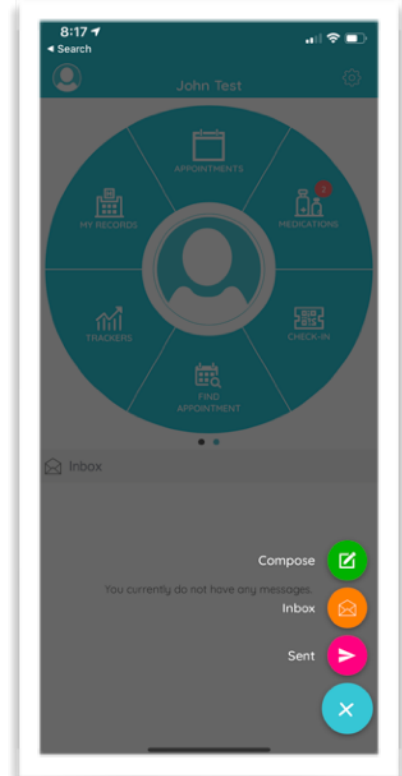 8:17
Search
John Test
APPOINTMENTS
MY RECORDS
2
MEDICATIONS
TRACKERS
CHECK-IN
FIND
APPOINTMENT
Inbox
Compose
You currently do not have any messages.
Inbox
Sent